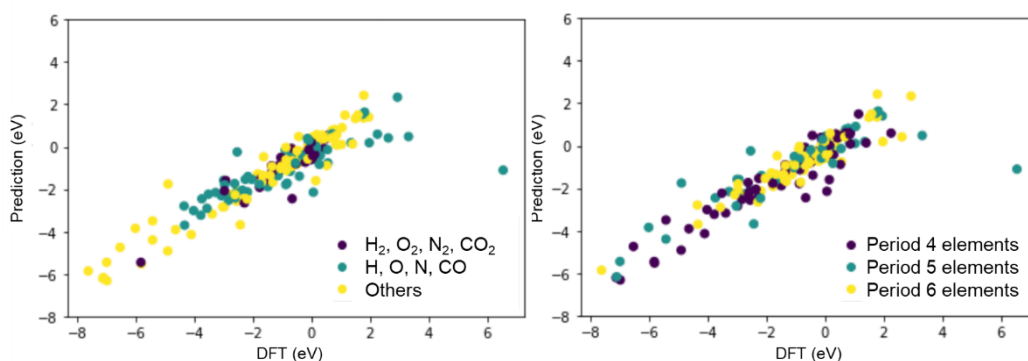 6
4
2
0
−2
−4
−6
−8
Prediction (eV)
−8 −6 −4 −2 0 2 4 6
DFT (eV)
H₂, O₂, N₂, CO₂
H, O, N, CO
Others
6
4
2
0
−2
−4
−6
−8
Prediction (eV)
−8 −6 −4 −2 0 2 4 6
DFT (eV)
Period 4 elements
Period 5 elements
Period 6 elements